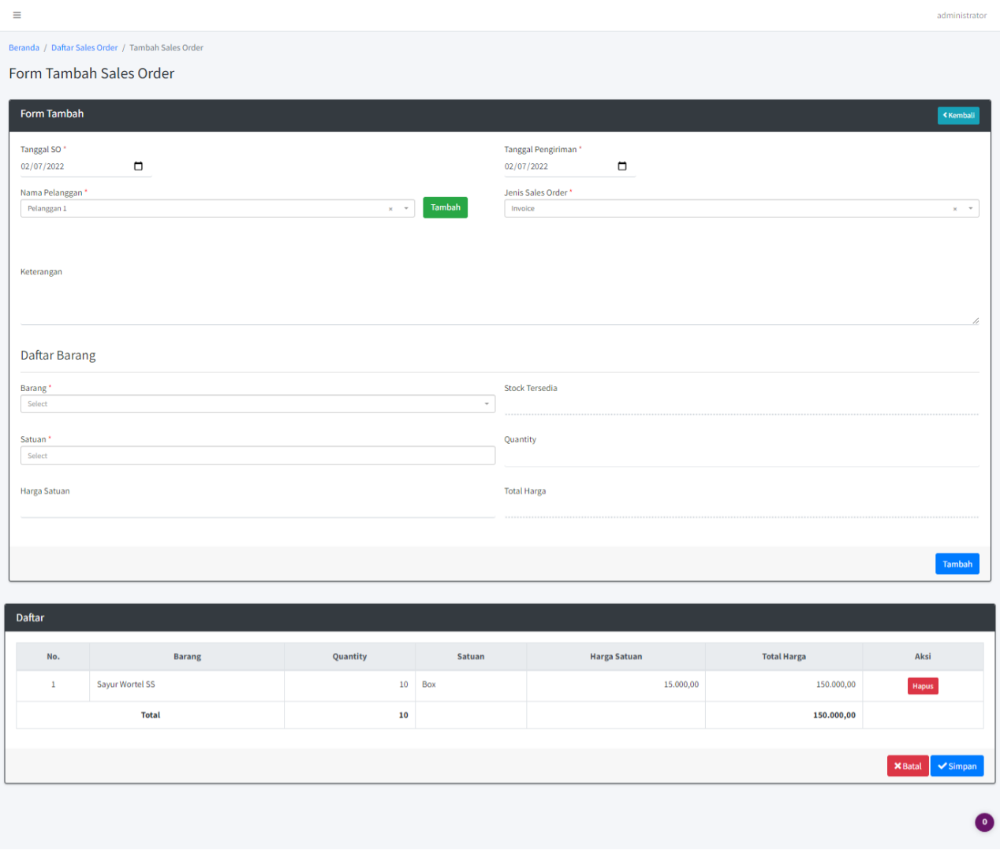 administrator
Beranda / Daftar Sales Order / Tambah Sales Order
Form Tambah Sales Order
Form Tambah
Kembali
Tanggal SO *
Tanggal Pengiriman *
02/07/2022
02/07/2022
Nama Pelanggan *
Jenis Sales Order *
Pelanggan 1 × Tambah
Invoice ×
Keterangan
Daftar Barang
Barang *
Stock Tersedia
Select
Satuan *
Quantity
Select
Harga Satuan
Total Harga
Tambah
Daftar
No. Barang Quantity Satuan Harga Satuan Total Harga Aksi
1 Sayur Wortel SS 10 Box 15.000,00 150.000,00 Hapus
Total 10 150.000,00
Batal Simpan
0